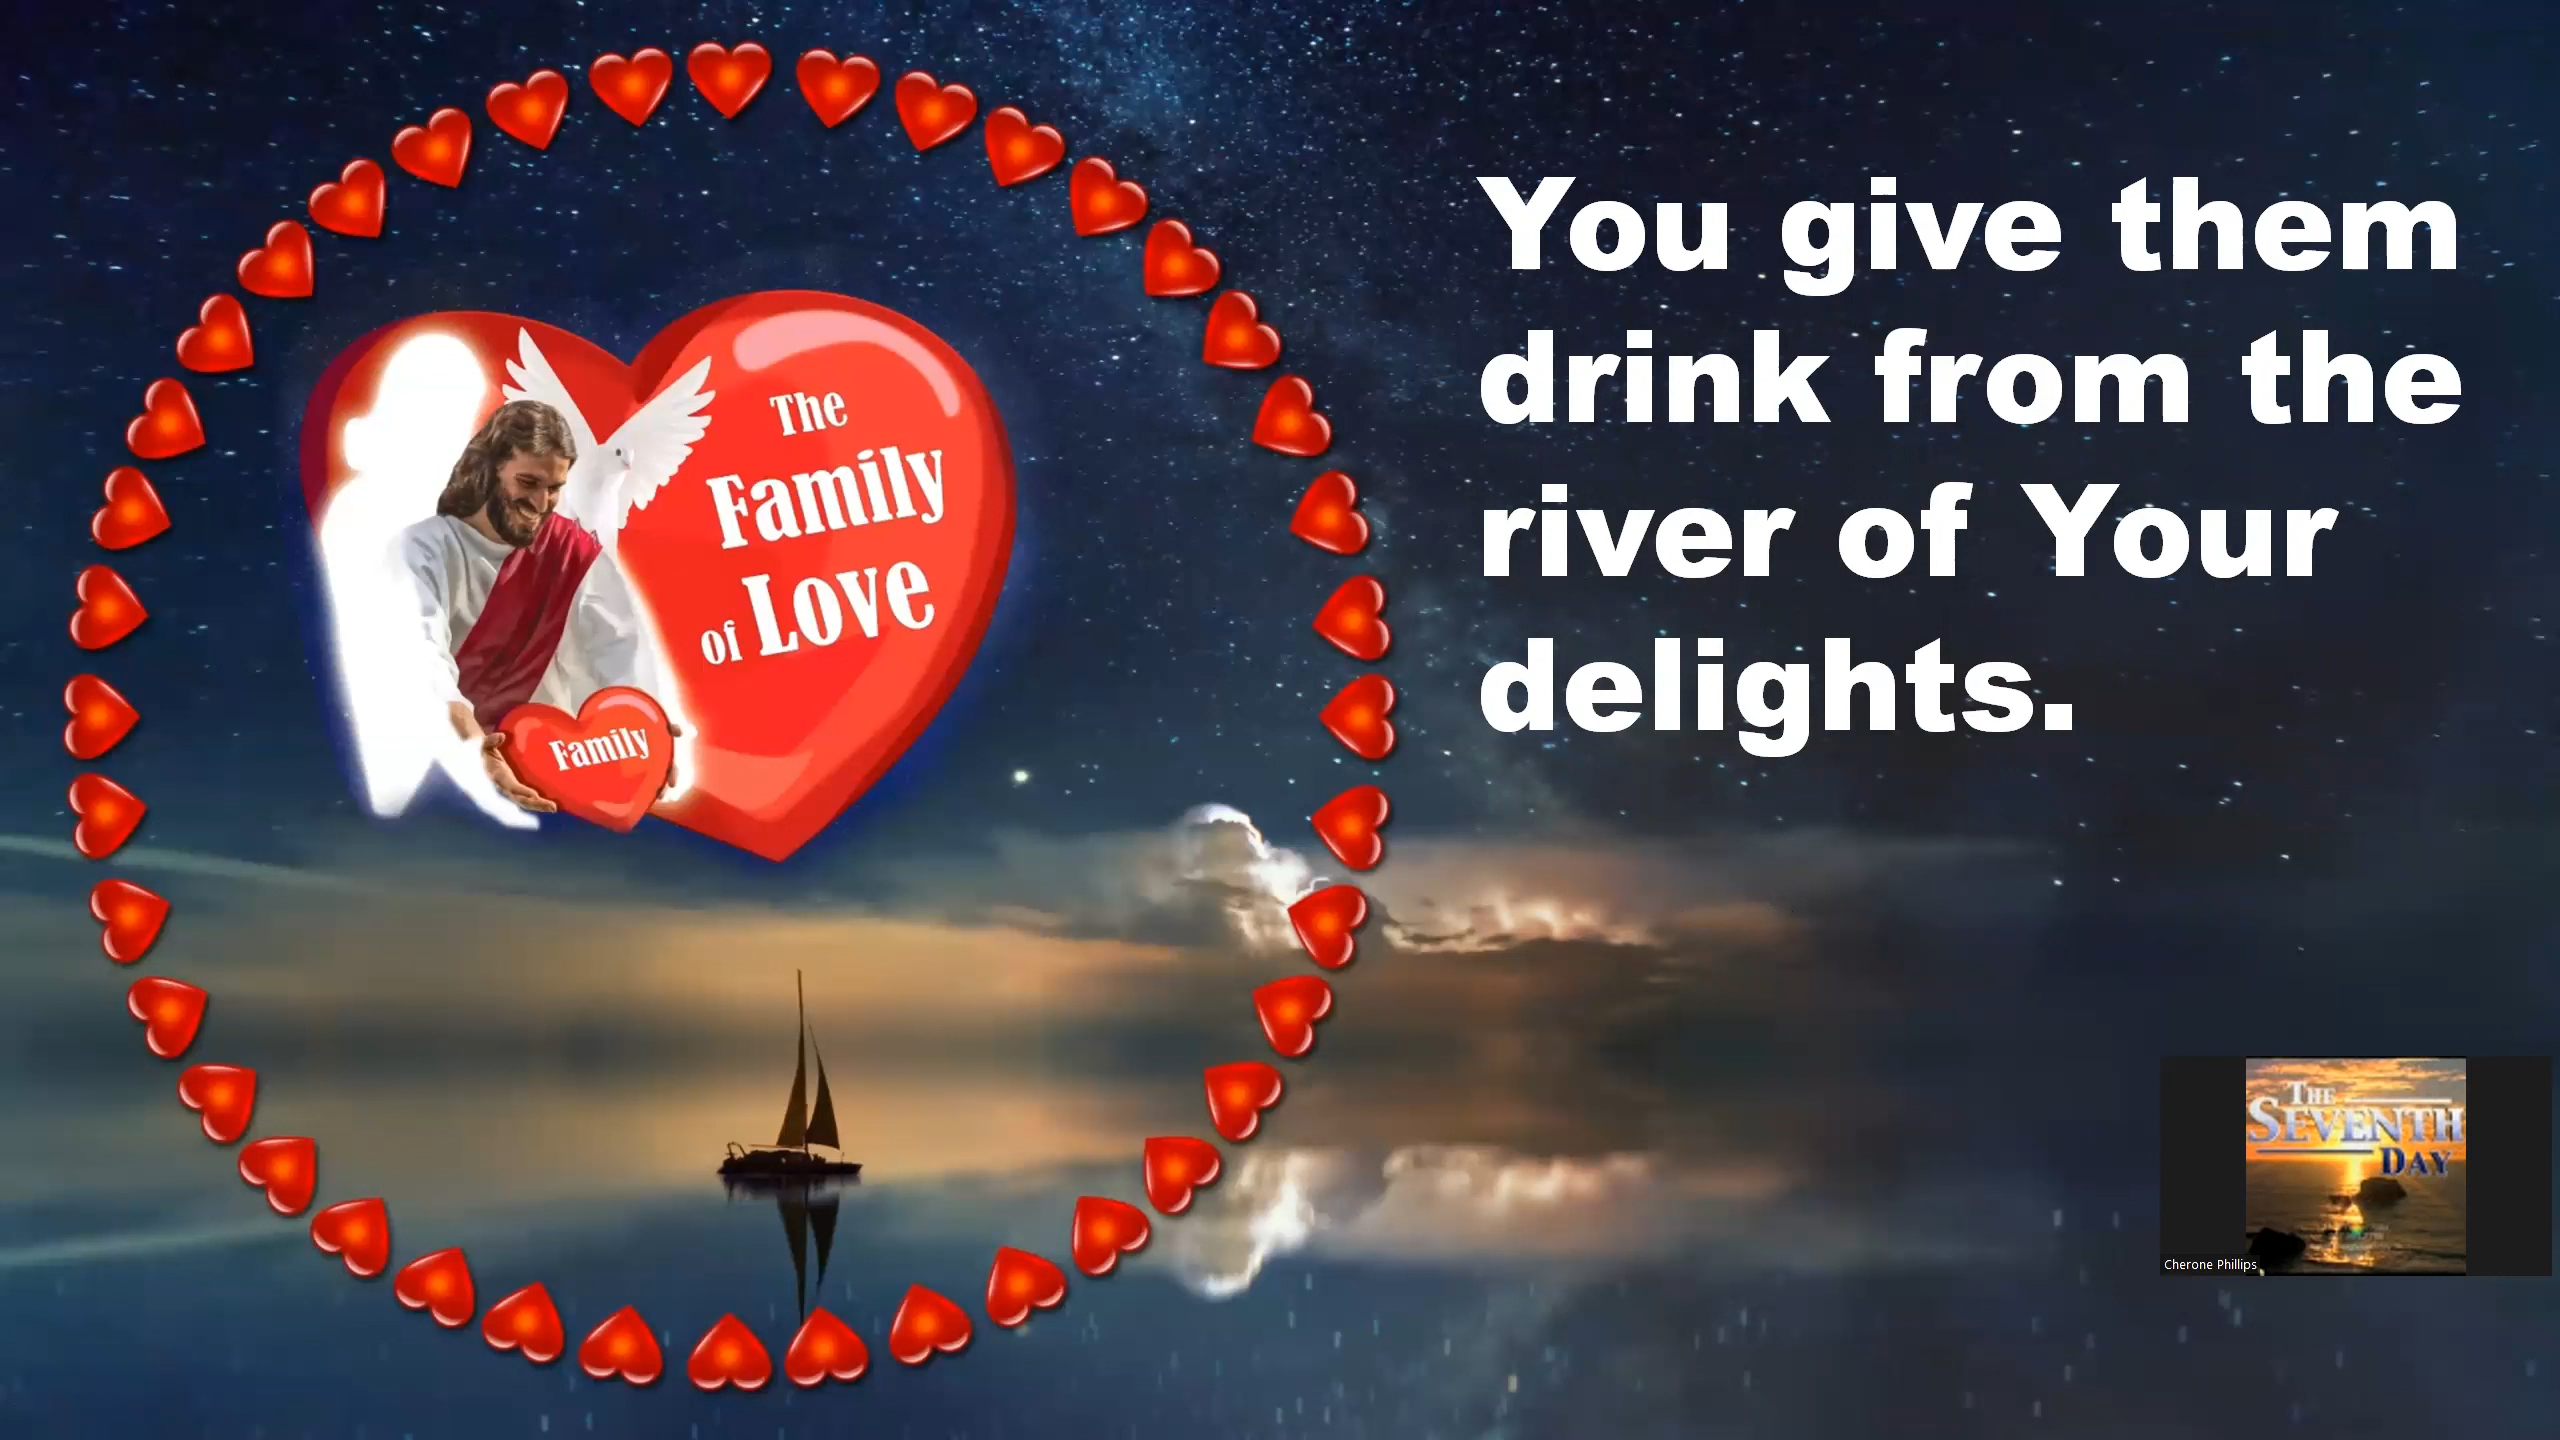 You give them
drink from the
river of Your
delights.
The
Family
of Love
Family
THE
SEVENTH
DAY
Cherone Phillips